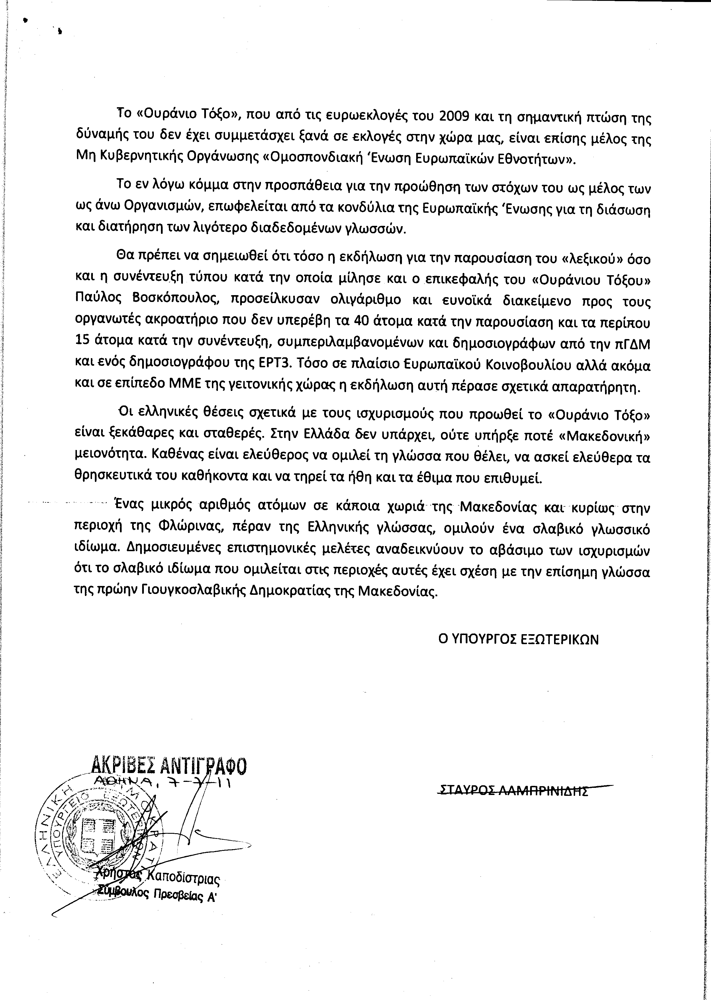 Το «Ουράνιο Τόξο», που από τις ευρωεκλογές του 2009 και τη σημαντική πτώση της
δύναμής του δεν έχει συμμετάσχει ξανά σε εκλογές στην χώρα μας, είναι επίσης μέλος της
Μη Κυβερνητικής Οργάνωσης «Ομοσπονδιακή Ένωση Ευρωπαϊκών Εθνοτήτων».
Το εν λόγω κόμμα στην προσπάθεια για την προώθηση των στόχων του ως μέλος των
ως άνω Οργανισμών, επωφελείται από τα κονδύλια της Ευρωπαϊκής Ένωσης για τη διάσωση
και διατήρηση των λιγότερο διαδεδομένων γλωσσών.
Θα πρέπει να σημειωθεί ότι τόσο η εκδήλωση για την παρουσίαση του «λεξικού» όσο
και η συνέντευξη τύπου κατά την οποία μίλησε και ο επικεφαλής του «Ουράνιου Τόξου»
Παύλος Βοσκόπουλος, προσείλκυσαν ολιγάριθμο και ευνοϊκά διακείμενο προς τους
οργανωτές ακροατήριο που δεν υπερέβη τα 40 άτομα κατά την παρουσίαση και τα περίπου
15 άτομα κατά την συνέντευξη, συμπεριλαμβανομένων και δημοσιογράφων από την πΓΔΜ
και ενός δημοσιογράφου της ΕΡΤ3. Τόσο σε πλαίσιο Ευρωπαϊκού Κοινοβουλίου αλλά ακόμα
και σε επίπεδο ΜΜΕ της γειτονικής χώρας η εκδήλωση αυτή πέρασε σχετικά απαρατήρητη.
Οι ελληνικές θέσεις σχετικά με τους ισχυρισμούς που προωθεί το «Ουράνιο Τόξο»
είναι ξεκάθαρες και σταθερές. Στην Ελλάδα δεν υπάρχει, ούτε υπήρξε ποτέ «Μακεδονική»
μειονότητα. Καθένας είναι ελεύθερος να ομιλεί τη γλώσσα που θέλει, να ασκεί ελεύθερα τα
θρησκευτικά του καθήκοντα και να τηρεί τα ήθη και τα έθιμα που επιθυμεί.
Ένας μικρός αριθμός ατόμων σε κάποια χωριά της Μακεδονίας και κυρίως στην
περιοχή της Φλώρινας, πέραν της Ελληνικής γλώσσας, ομιλούν ένα σλαβικό γλωσσικό
ιδίωμα. Δημοσιευμένες επιστημονικές μελέτες αναδεικνύουν το αβάσιμο των ισχυρισμών
ότι το σλαβικό ιδίωμα που ομιλείται στις περιοχές αυτές έχει σχέση με την επίσημη γλώσσα
της πρώην Γιουγκοσλαβικής Δημοκρατίας της Μακεδονίας.
Ο ΥΠΟΥΡΓΟΣ ΕΞΩΤΕΡΙΚΩΝ
ΑΚΡΙΒΕΣ ΑΝΤΙΓΡΑΦΟ
ΑΘΗΝΑ, 7-7-11
ΣΤΑΥΡΟΣ ΛΑΜΠΡΙΝΙΔΗΣ
ΕΛΛΗΝΙΚΗ ΔΗΜΟΚΡΑΤΙΑ
ΥΠΟΥΡΓΕΙΟ ΕΞΩΤΕΡΙΚΩΝ
Χρήστος Καποδίστριας
Σύμβουλος Πρεσβείας Α'